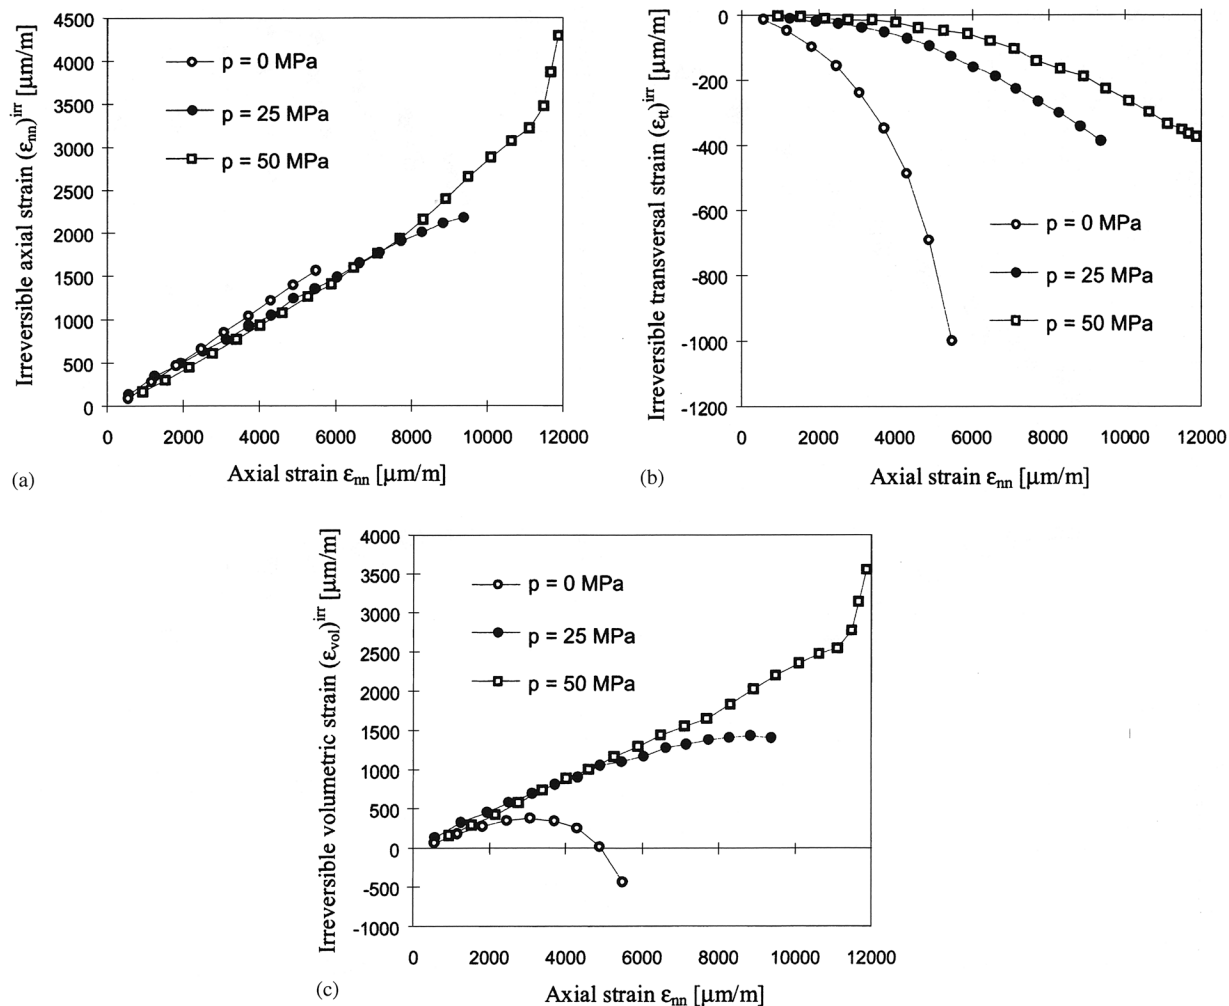 Irreversible axial strain (εnn)^irr [μm/m]
4500
4000
3500
3000
2500
2000
1500
1000
500
0
p = 0 MPa
p = 25 MPa
p = 50 MPa
0 2000 4000 6000 8000 10000 12000
Axial strain εnn [μm/m]
(a)
Irreversible transversal strain (εtt)^irr [μm/m]
0
-200
-400
-600
-800
-1000
-1200
p = 0 MPa
p = 25 MPa
p = 50 MPa
0 2000 4000 6000 8000 10000 12000
Axial strain εnn [μm/m]
(b)
Irreversible volumetric strain (εvol)^irr [μm/m]
4000
3500
3000
2500
2000
1500
1000
500
0
-500
-1000
p = 0 MPa
p = 25 MPa
p = 50 MPa
0 2000 4000 6000 8000 10000 12000
Axial strain εnn [μm/m]
(c)